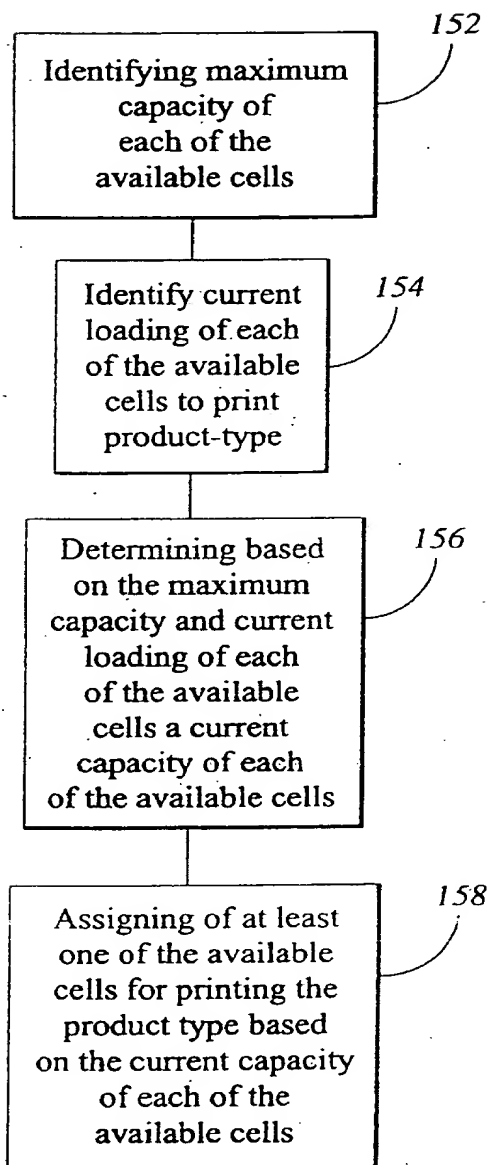 152
Identifying maximum
capacity of
each of the
available cells
154
Identify current
loading of each
of the available
cells to print
product-type
156
Determining based
on the maximum
capacity and current
loading of each
of the available
cells a current
capacity of each
of the available cells
158
Assigning of at least
one of the available
cells for printing the
product type based
on the current capacity
of each of the
available cells